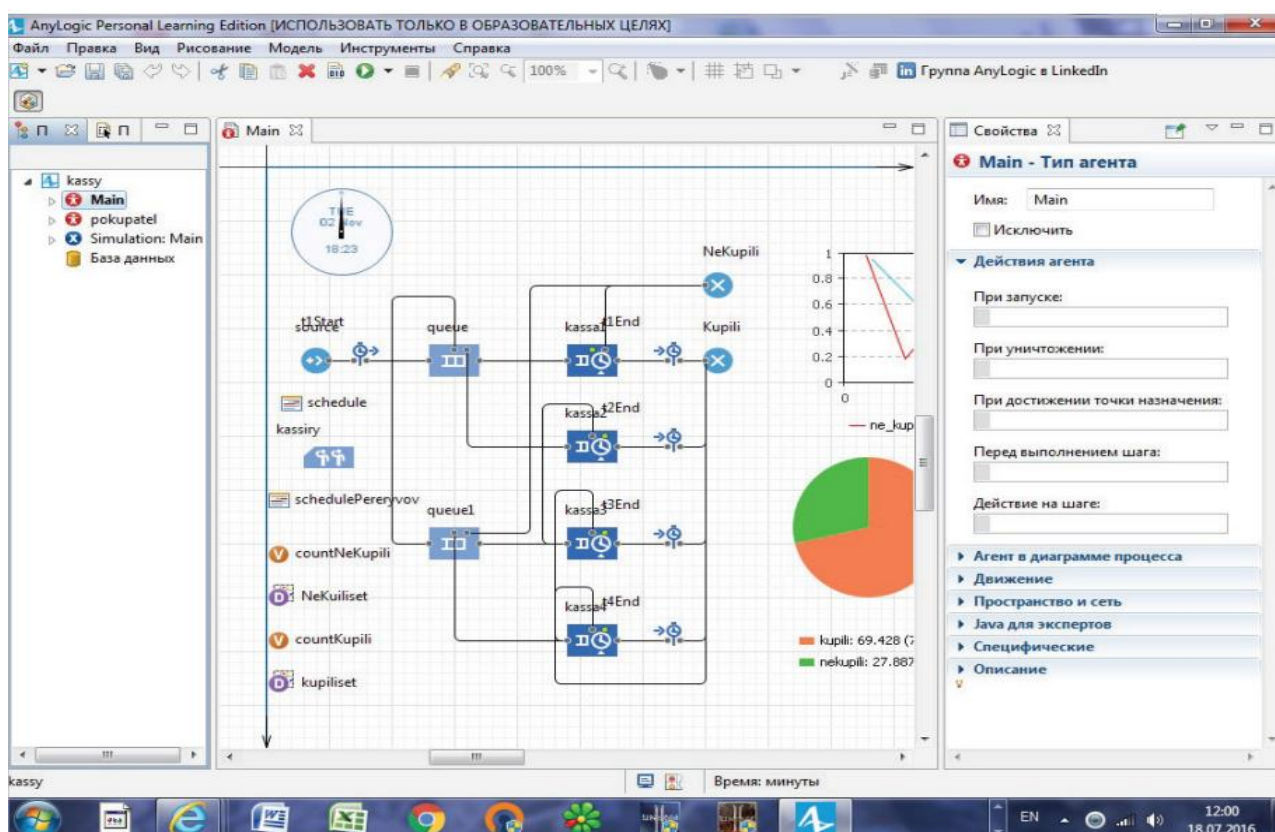 AnyLogic Personal Learning Edition [ИСПОЛЬЗОВАТЬ ТОЛЬКО В ОБРАЗОВАТЕЛЬНЫХ ЦЕЛЯХ]
Файл Правка Вид Рисование Модель Инструменты Справка
100% in Группа AnyLogic в LinkedIn
П П
Main
Свойства
kassy
Main
pokupatel
Simulation: Main
База данных
TUE
02 Nov
18:23
NeKupili
t1Start
source
queue
kassa1
t1End
Kupili
schedule
kassiry
kassa2
t2End
schedulePereryvov
queue1
kassa3
t3End
countNeKupili
NeKuiliset
kassa4
t4End
countKupili
kupiliset
1
0.8
0.6
0.4
0.2
0
0
ne_kup
kupili: 69.428
nekupili: 27.887
Main - Тип агента
Имя: Main
Исключить
Действия агента
При запуске:
При уничтожении:
При достижении точки назначения:
Перед выполнением шага:
Действие на шаге:
Агент в диаграмме процесса
Движение
Пространство и сеть
Java для экспертов
Специфические
Описание
kassy
Время: минуты
EN
12:00
18.07.2016